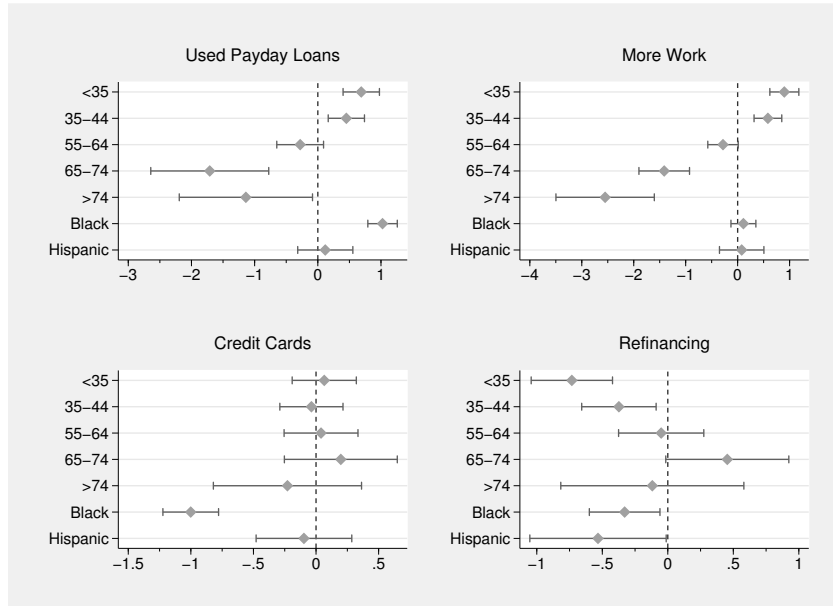 Used Payday Loans
<35
35−44
55−64
65−74
>74
Black
Hispanic
−3 −2 −1 0 1
More Work
<35
35−44
55−64
65−74
>74
Black
Hispanic
−4 −3 −2 −1 0 1
Credit Cards
<35
35−44
55−64
65−74
>74
Black
Hispanic
−1.5 −1 −.5 0 .5
Refinancing
<35
35−44
55−64
65−74
>74
Black
Hispanic
−1 −.5 0 .5 1